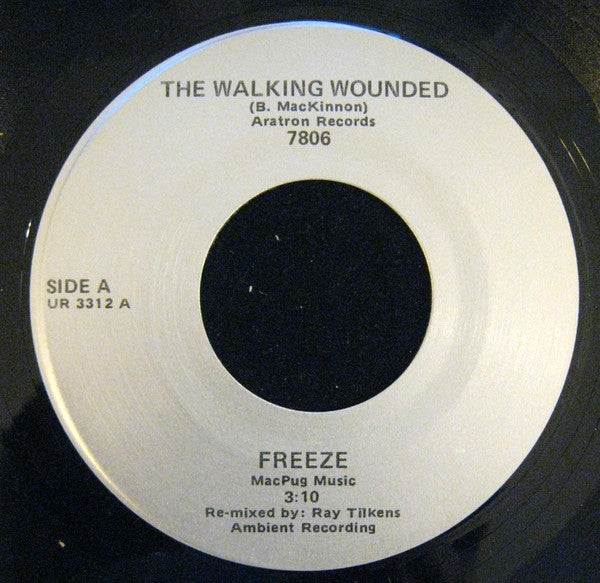 THE WALKING WOUNDED
(B. MacKinnon)
Aratron Records
7806
SIDE A
UR 3312 A
FREEZE
MacPug Music
3:10
Re-mixed by: Ray Tilkens
Ambient Recording